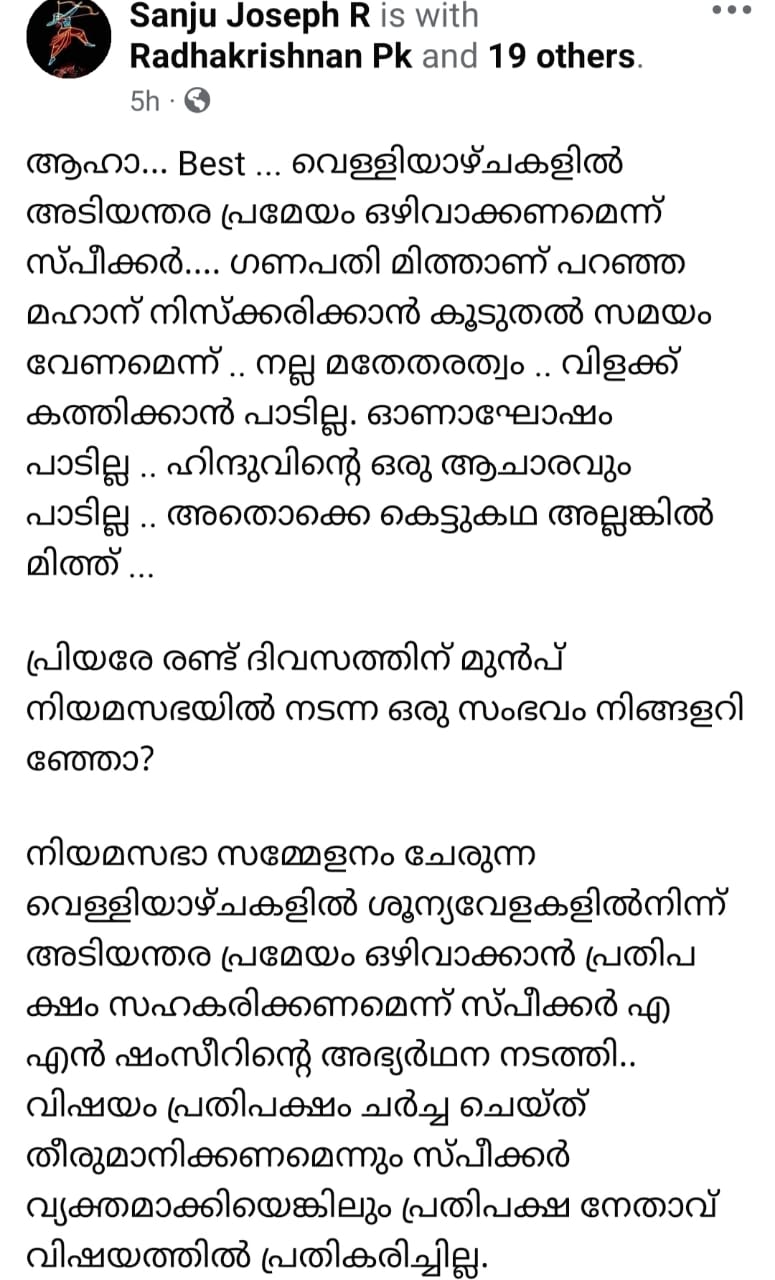 Sanju Joseph R is with
Radhakrishnan Pk and 19 others.
5h ·
ആഹാ... Best ... വെള്ളിയാഴ്ചകളിൽ
അടിയന്തര പ്രമേയം ഒഴിവാക്കണമെന്ന്
സ്പീക്കർ.... ഗണപതി മിത്താണ് പറഞ്ഞ
മഹാന് നിസ്ക്കരിക്കാൻ കൂടുതൽ സമയം
വേണമെന്ന് .. നല്ല മതേതരത്വം .. വിളക്ക്
കത്തിക്കാൻ പാടില്ല. ഓണാഘോഷം
പാടില്ല .. ഹിന്ദുവിന്റെ ഒരു ആചാരവും
പാടില്ല .. അതൊക്കെ കെട്ടുകഥ അല്ലങ്കിൽ
മിത്ത് ...
പ്രിയരേ രണ്ട് ദിവസത്തിന് മുൻപ്
നിയമസഭയിൽ നടന്ന ഒരു സംഭവം നിങ്ങളറി
ഞ്ഞോ?
നിയമസഭാ സമ്മേളനം ചേരുന്ന
വെള്ളിയാഴ്ചകളിൽ ശൂന്യവേളകളിൽനിന്ന്
അടിയന്തര പ്രമേയം ഒഴിവാക്കാൻ പ്രതിപ
ക്ഷം സഹകരിക്കണമെന്ന് സ്പീക്കർ എ
എൻ ഷംസീറിന്റെ അഭ്യർഥന നടത്തി..
വിഷയം പ്രതിപക്ഷം ചർച്ച ചെയ്ത്
തീരുമാനിക്കണമെന്നും സ്പീക്കർ
വ്യക്തമാക്കിയെങ്കിലും പ്രതിപക്ഷ നേതാവ്
വിഷയത്തിൽ പ്രതികരിച്ചില്ല.